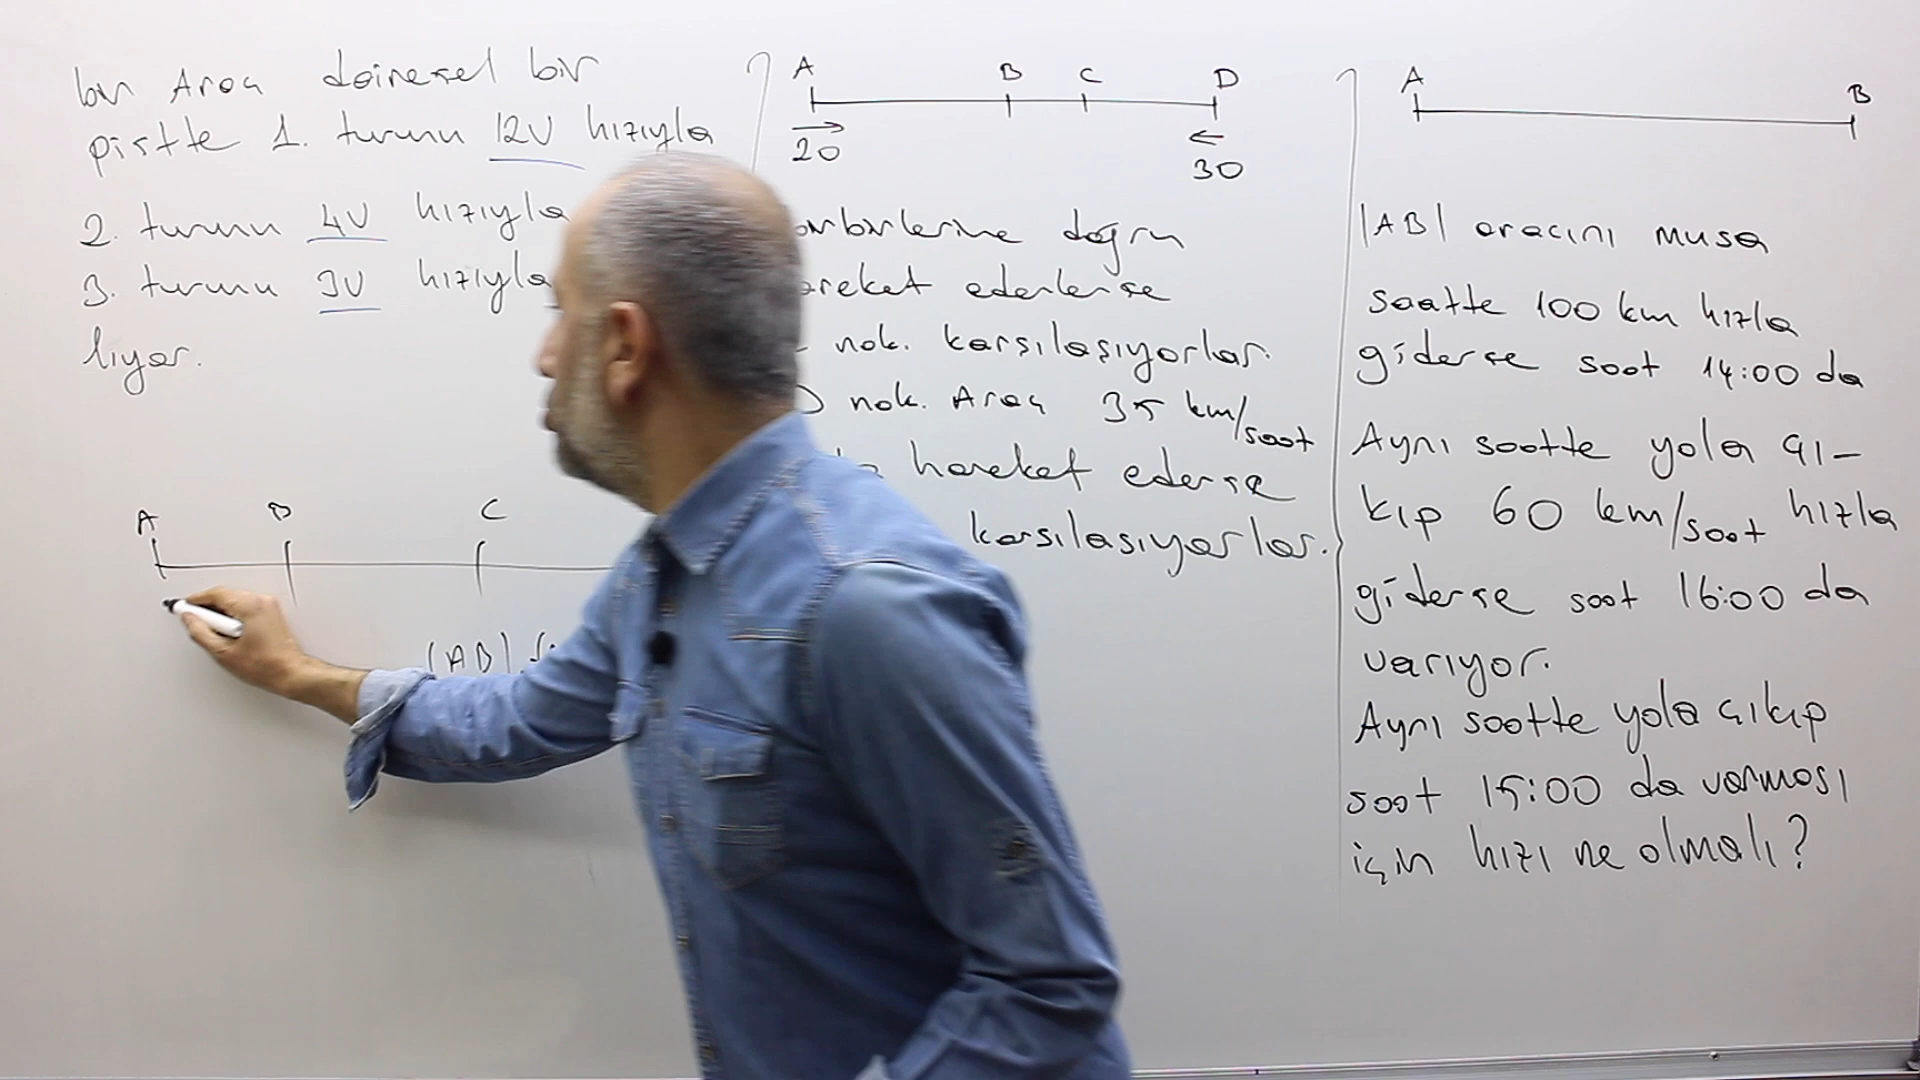 bir Araç dairesel bir
pistte 1. turunu 12V hızıyla
2. turunu 4V hızıyla
3. turunu 3V hızıyla
lıyor.
A B C
|AB|
A B C D
20 30
birbirlerine doğru
hareket ederlerse
nok. karşılaşıyorlar.
D nok. Araç 35 km/saat
hareket ederse
karşılaşıyorlar.
A B
|AB| aracını musa
saatte 100 km hızla
giderse saat 14:00 da
Aynı saatte yola çı-
kıp 60 km/saat hızla
giderse saat 16:00 da
varıyor.
Aynı saatte yola çıkıp
saat 15:00 da varması
için hızı ne olmalı?